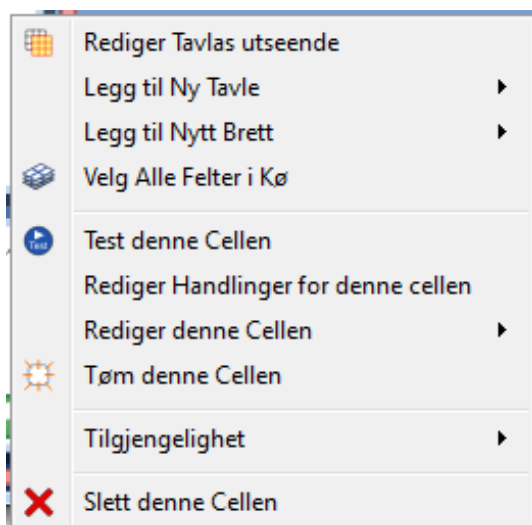 Rediger Tavlas utseende
Legg til Ny Tavle
Legg til Nytt Brett
Velg Alle Felter i Kø
Test
Test denne Cellen
Rediger Handlinger for denne cellen
Rediger denne Cellen
Tøm denne Cellen
Tilgjengelighet
Slett denne Cellen